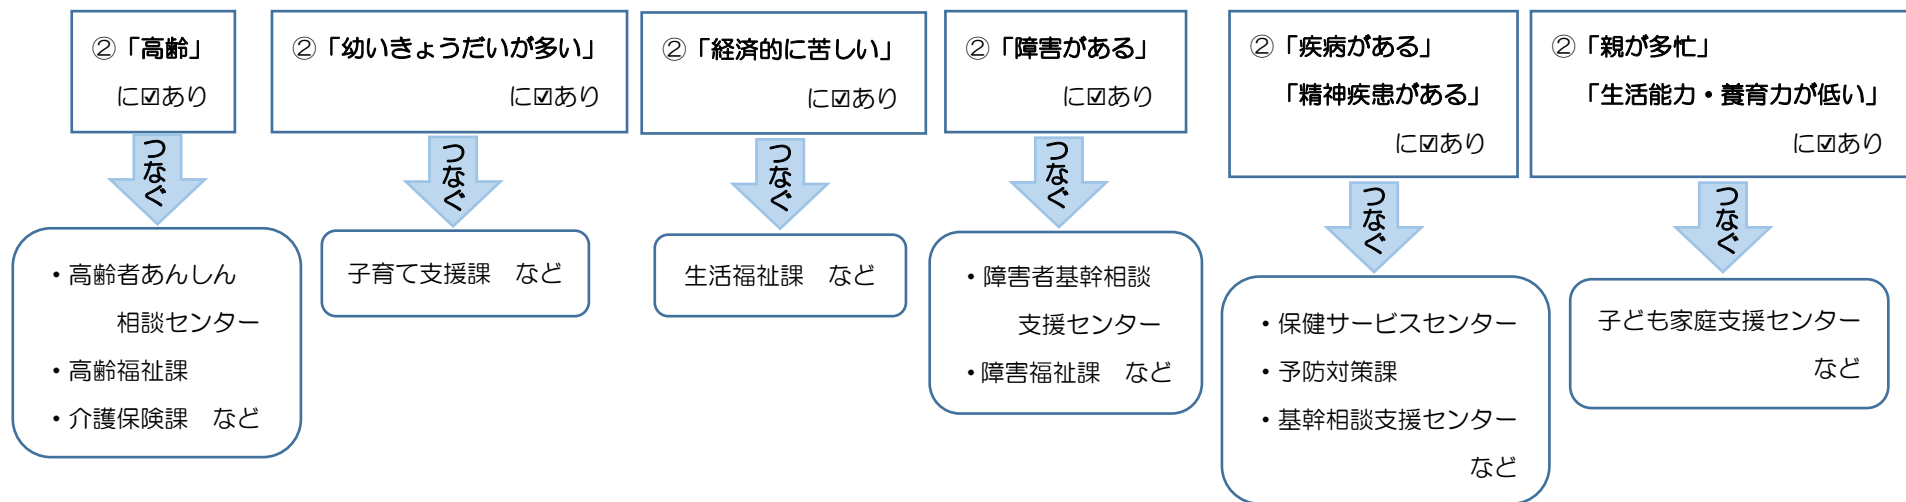 ②「高齢」
に☑あり
つなぐ
・高齢者あんしん
相談センター
・高齢福祉課
・介護保険課　など
②「幼いきょうだいが多い」
に☑あり
つなぐ
子育て支援課　など
②「経済的に苦しい」
に☑あり
つなぐ
生活福祉課　など
②「障害がある」
に☑あり
つなぐ
・障害者基幹相談
支援センター
・障害福祉課　など
②「疾病がある」
「精神疾患がある」
に☑あり
つなぐ
・保健サービスセンター
・予防対策課
・基幹相談支援センター
など
②「親が多忙」
「生活能力・養育力が低い」
に☑あり
つなぐ
子ども家庭支援センター
など